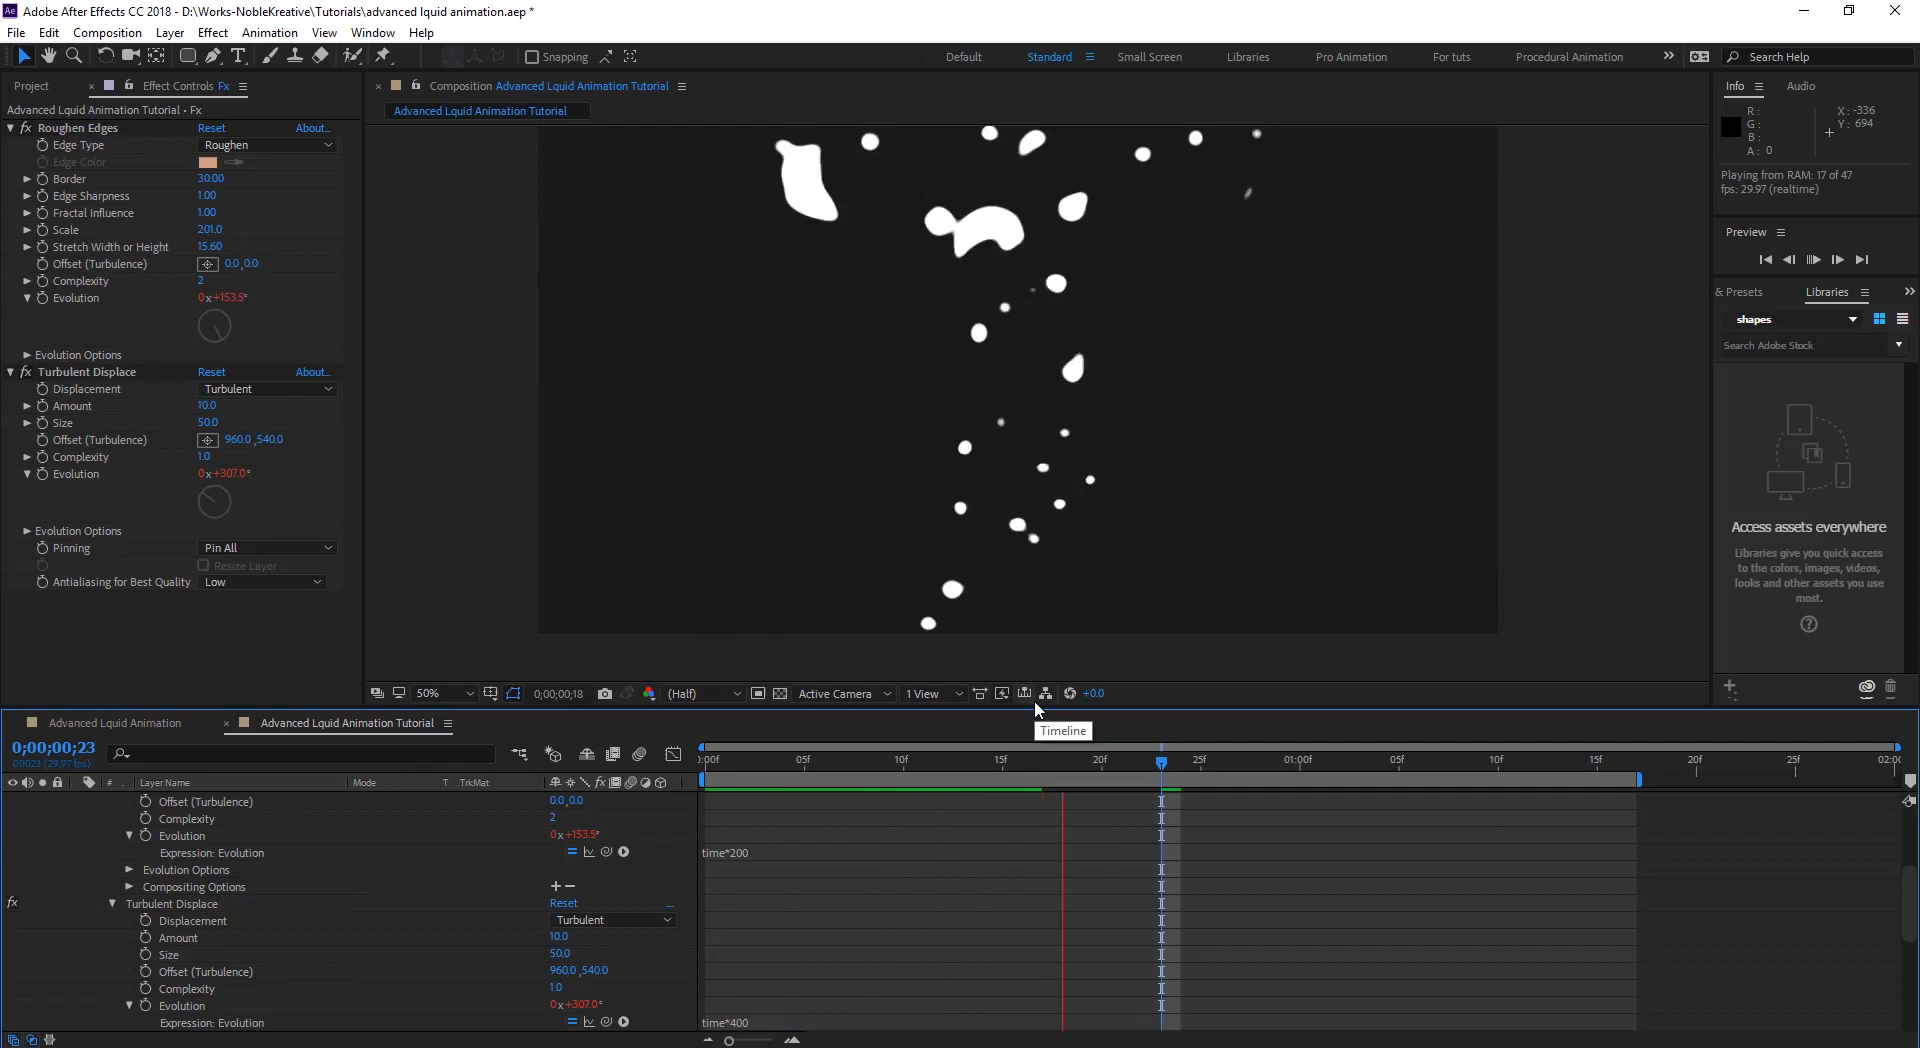 Ae Adobe After Effects CC 2018 - D:\Works-NobleKreative\Tutorials\advanced lquid animation.aep *
File Edit Composition Layer Effect Animation View Window Help
Snapping Default Standard Small Screen Libraries Pro Animation For tuts Procedural Animation Search Help
Project Effect Controls Fx
Advanced Lquid Animation Tutorial • Fx
fx Roughen Edges Reset About...
Edge Type Roughen
Edge Color
Border 30.00
Edge Sharpness 1.00
Fractal Influence 1.00
Scale 201.0
Stretch Width or Height 15.60
Offset (Turbulence) 0.0,0.0
Complexity 2
Evolution 0x+153.5°
Evolution Options
fx Turbulent Displace Reset About...
Displacement Turbulent
Amount 10.0
Size 50.0
Offset (Turbulence) 960.0,540.0
Complexity 1.0
Evolution 0x+307.0°
Evolution Options
Pinning Pin All
Resize Layer
Antialiasing for Best Quality Low
Composition Advanced Lquid Animation Tutorial
Advanced Lquid Animation Tutorial
50% 0;00;00;18 (Half) Active Camera 1 View +0.0
Timeline
Info Audio
R: X: -336
G: Y: 694
B:
A: 0
Playing from RAM: 17 of 47
fps: 29.97 (realtime)
Preview
& Presets Libraries
shapes
Search Adobe Stock
Access assets everywhere
Libraries give you quick access
to the colors, images, videos,
looks and other assets you use
most.
Advanced Lquid Animation Advanced Lquid Animation Tutorial
0;00;00;23
00023 (29.97 fps)
:00f 05f 10f 15f 20f 25f 01:00f 05f 10f 15f 20f 25f 02:00
# Layer Name Mode T .TrkMat fx
Offset (Turbulence) 0.0,0.0
Complexity 2
Evolution 0x+153.5°
Expression: Evolution time*200
Evolution Options
Compositing Options
fx Turbulent Displace Reset
Displacement Turbulent
Amount 10.0
Size 50.0
Offset (Turbulence) 960.0,540.0
Complexity 1.0
Evolution 0x+307.0°
Expression: Evolution time*400